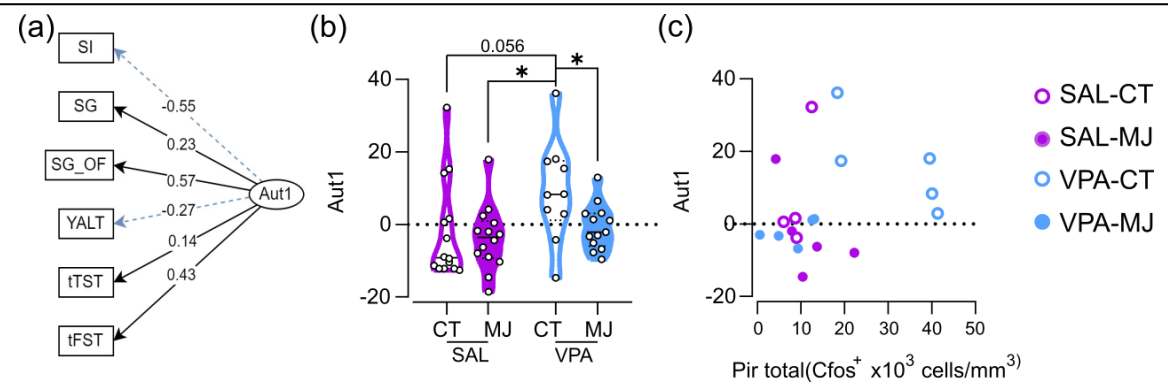 (a)
SI
SG
SG_OF
YALT
tTST
tFST
-0.55
0.23
0.57
-0.27
0.14
0.43
Aut1
(b)
0.056
*
*
Aut1
40
20
0
-20
CT MJ CT MJ
SAL VPA
(c)
Aut1
40
20
0
-20
0 10 20 30 40 50
Pir total(Cfos⁺ x10³ cells/mm³)
SAL-CT
SAL-MJ
VPA-CT
VPA-MJ